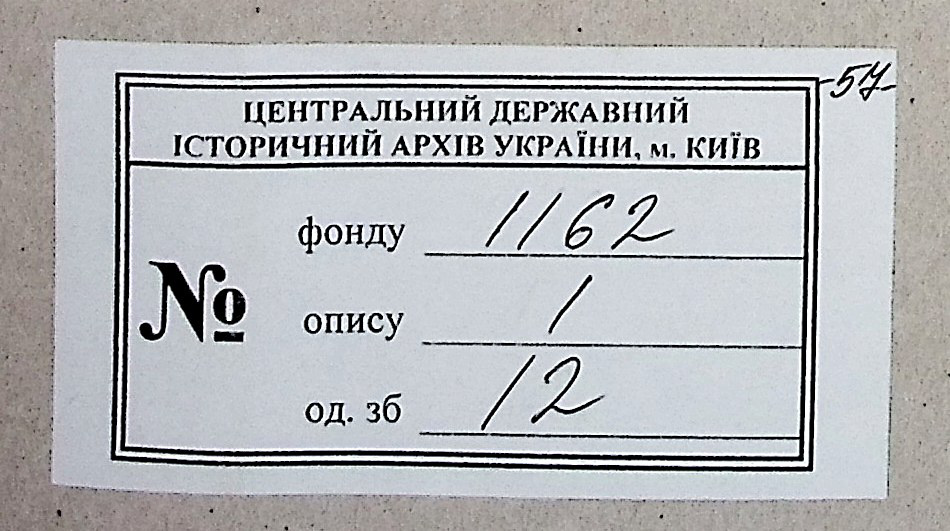 -57-
ЦЕНТРАЛЬНИЙ ДЕРЖАВНИЙ
ІСТОРИЧНИЙ АРХІВ УКРАЇНИ, м. КИЇВ
№
фонду 1162
опису 1
од. зб 12